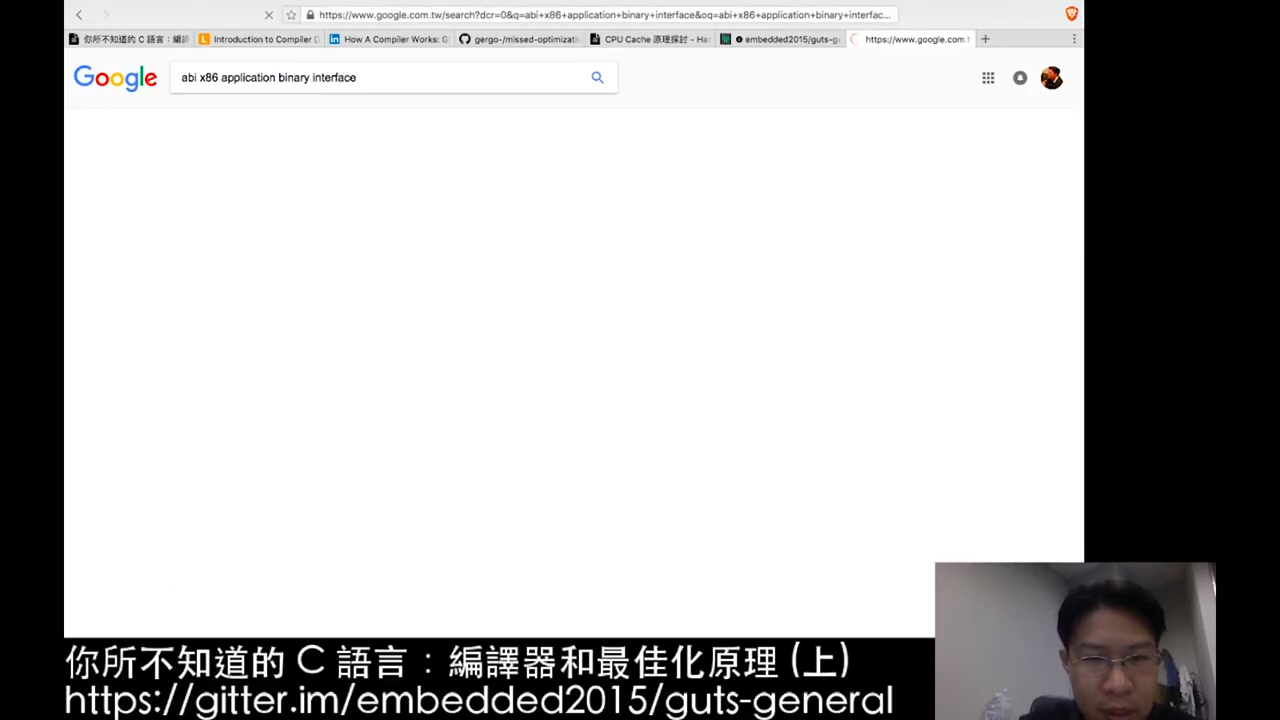 https://www.google.com.tw/search?dcr=0&q=abi+x86+application+binary+interface&oq=abi+x86+application+binary+interfac...
你所不知道的 C 語言：編譯
Introduction to Compiler D
How A Compiler Works: G
gergo-/missed-optimizati
CPU Cache 原理探討 - Ha
embedded2015/guts-g
https://www.google.com.t
Google
abi x86 application binary interface
你所不知道的 C 語言：編譯器和最佳化原理 (上)
https://gitter.im/embedded2015/guts-general